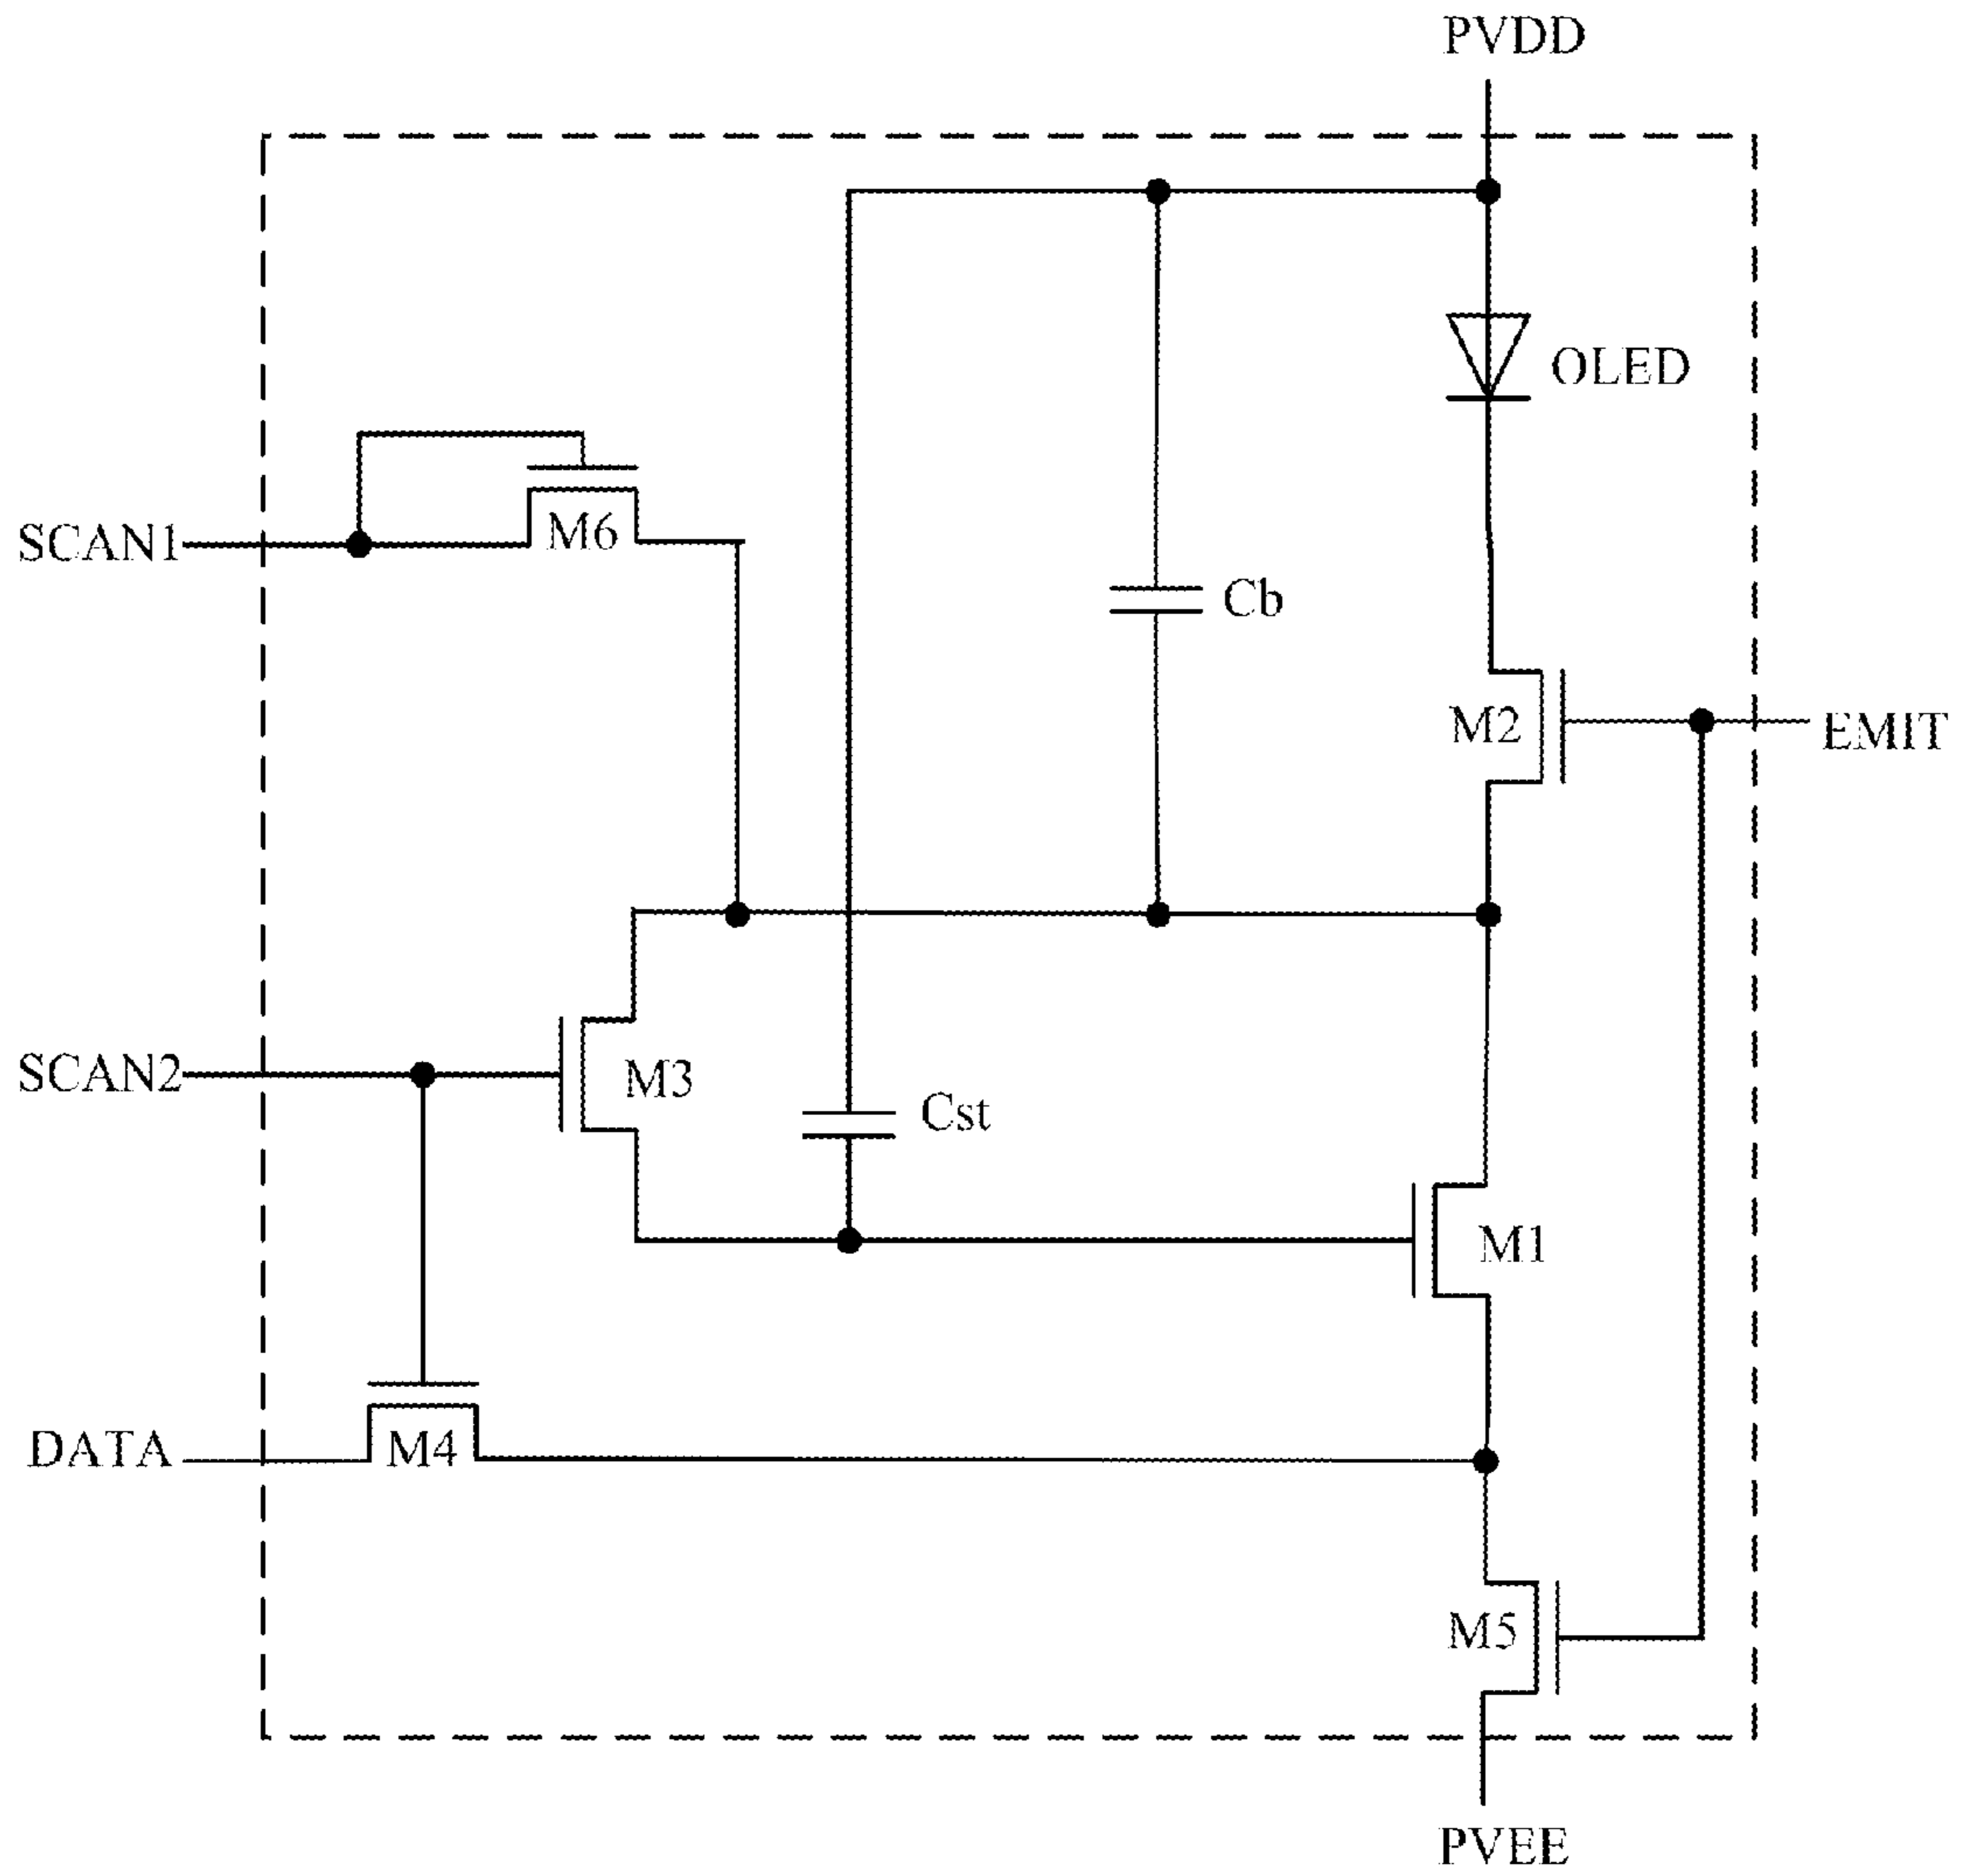 PVDD
OLED
SCAN1
M6
Cb
M2
EMIT
SCAN2
M3
Cst
M1
DATA
M4
M5
PVEE